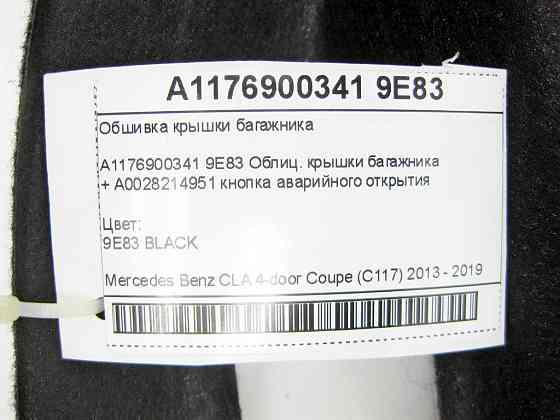 A1176900341 9E83
Обшивка крышки багажника
A1176900341 9E83 Облиц. крышки багажника
+ A0028214951 кнопка аварийного открытия
Цвет:
9E83 BLACK
Mercedes Benz CLA 4-door Coupe (C117) 2013 - 2019